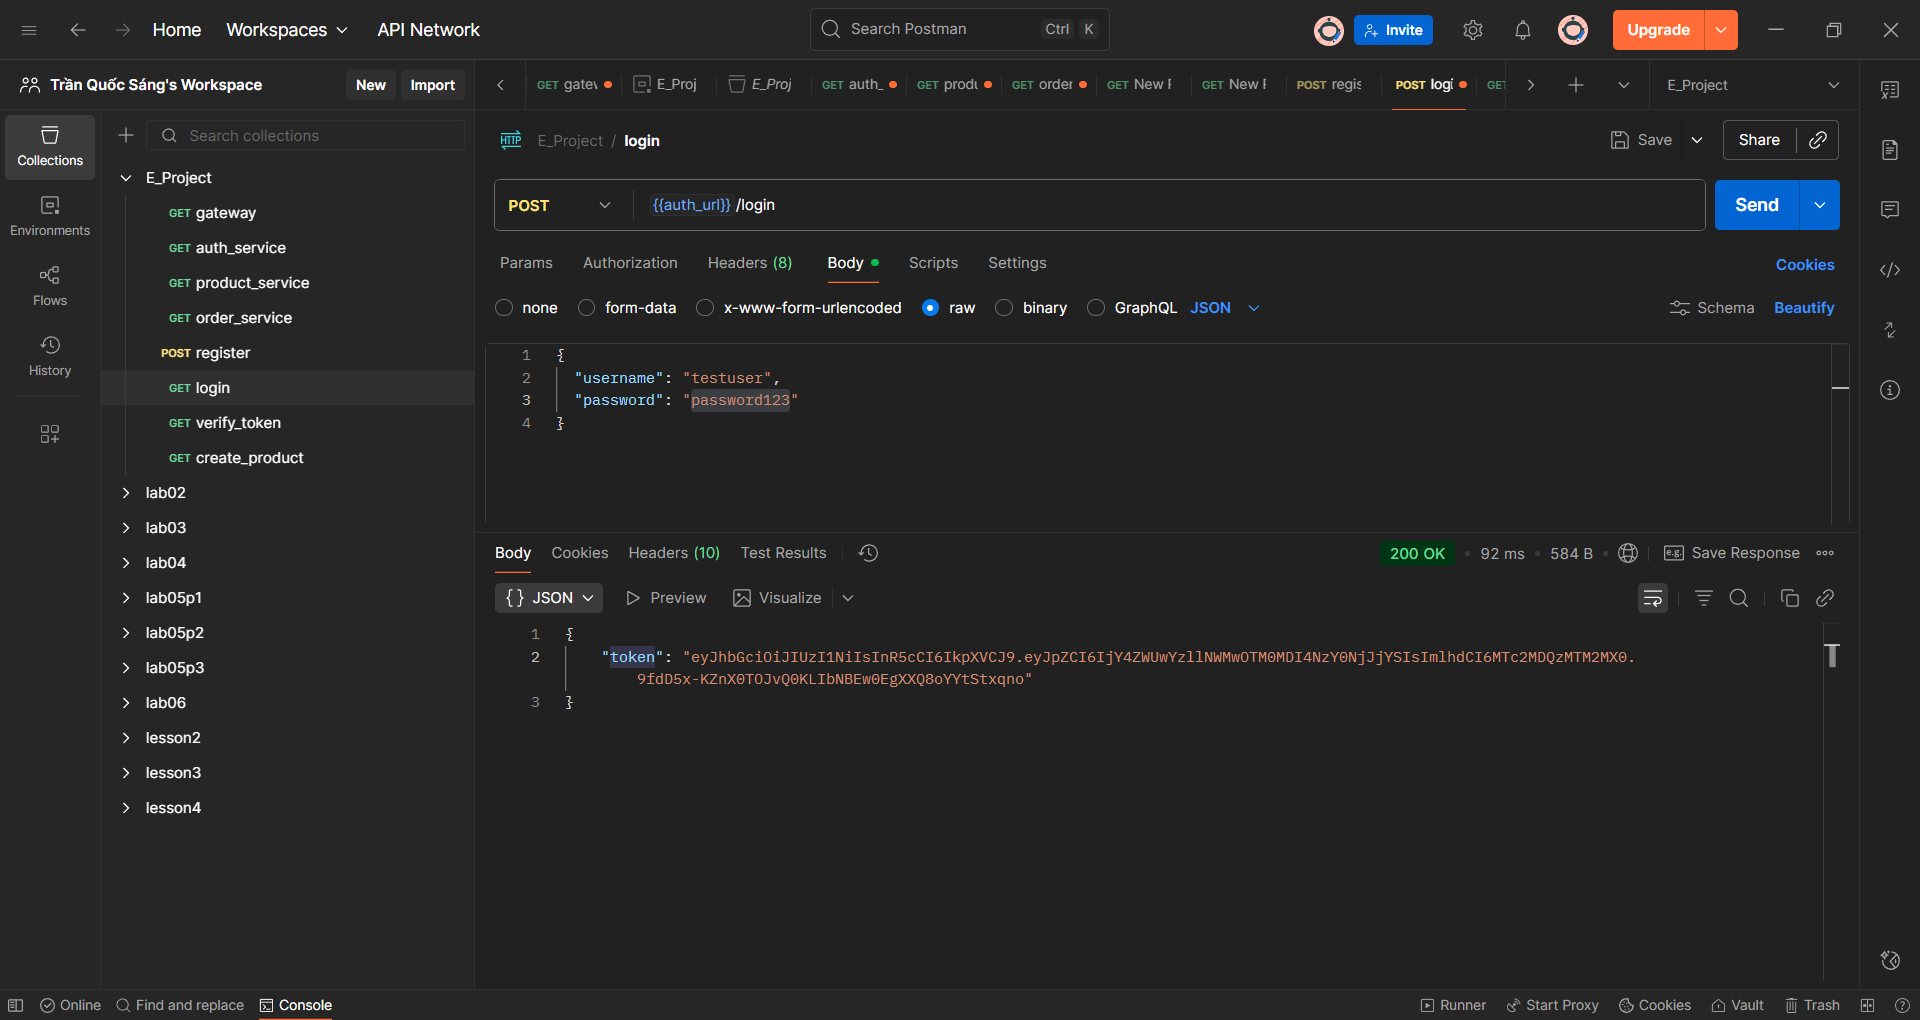 Home Workspaces API Network Search Postman Ctrl K Invite Upgrade
Trần Quốc Sáng's Workspace New Import
GET gatev E_Proj E_Proj GET auth_ GET produ GET order GET New F GET New F POST regis POST logi GET E_Project
Collections
Environments
Flows
History
Search collections
E_Project
GET gateway
GET auth_service
GET product_service
GET order_service
POST register
GET login
GET verify_token
GET create_product
lab02
lab03
lab04
lab05p1
lab05p2
lab05p3
lab06
lesson2
lesson3
lesson4
HTTP E_Project / login Save Share
POST {{auth_url}} /login Send
Params Authorization Headers (8) Body Scripts Settings Cookies
none form-data x-www-form-urlencoded raw binary GraphQL JSON Schema Beautify
1 {
2 "username": "testuser",
3 "password": "password123"
4 }
Body Cookies Headers (10) Test Results 200 OK • 92 ms • 584 B • e.g. Save Response
{} JSON Preview Visualize
1 {
2 "token": "eyJhbGciOiJIUzI1NiIsInR5cCI6IkpXVCJ9.eyJpZCI6IjY4ZWUwYzllNWMwOTM0MDI4NzY0NjJjYSIsImlhdCI6MTc2MDQzMTM2MX0.
9fdD5x-KZnX0TOJvQ0KLIbNBEw0EgXXQ8oYYtStxqno"
3 }
Online Find and replace Console Runner Start Proxy Cookies Vault Trash